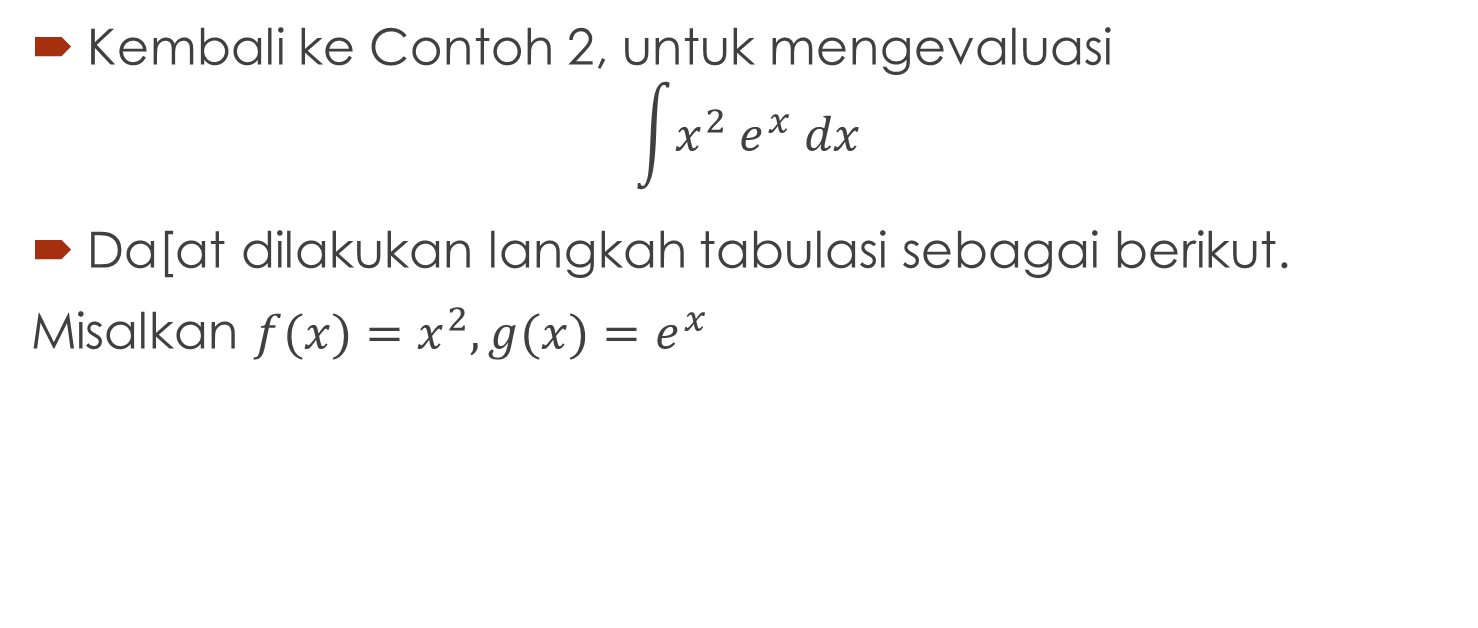 Kembali ke Contoh 2, untuk mengevaluasi
∫ x² eˣ dx
Da[at dilakukan langkah tabulasi sebagai berikut.
Misalkan f(x) = x², g(x) = eˣ